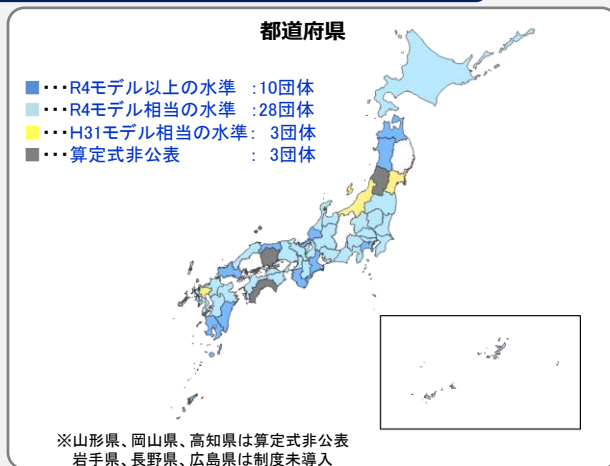 都道府県
■・・・R4モデル以上の水準 :10団体
■・・・R4モデル相当の水準 :28団体
■・・・H31モデル相当の水準: 3団体
■・・・算定式非公表 : 3団体
※山形県、岡山県、高知県は算定式非公表
岩手県、長野県、広島県は制度未導入